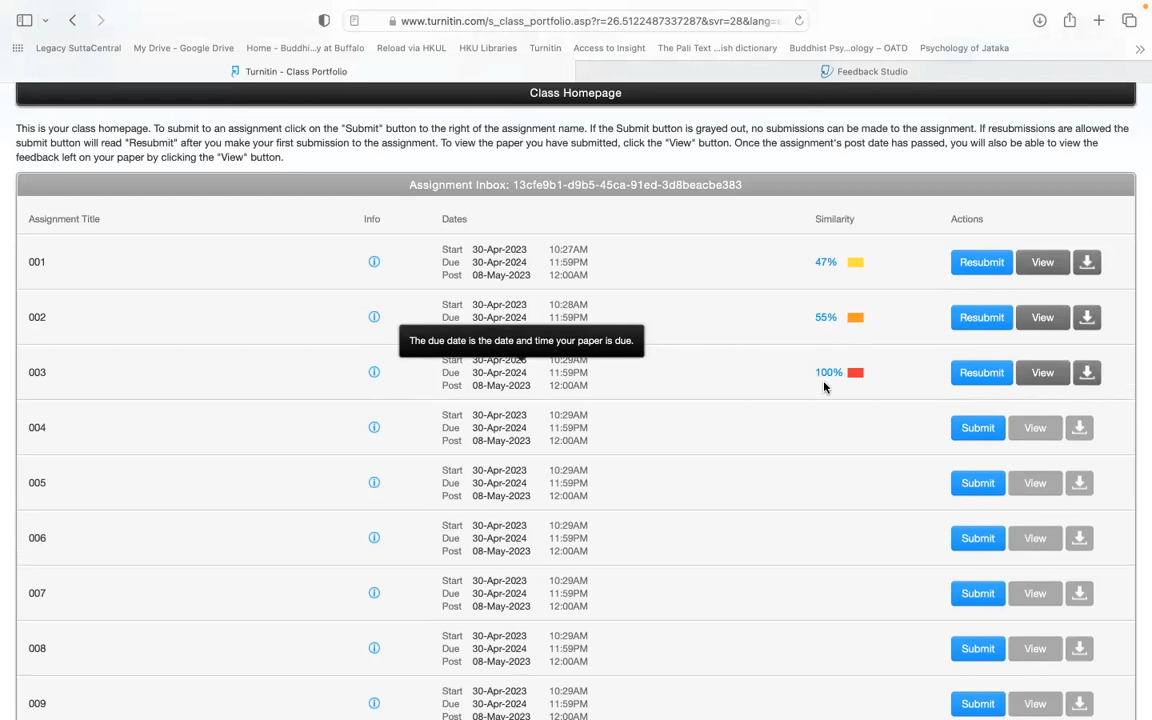 www.turnitin.com/s_class_portfolio.asp?r=26.5122487337287&svr=28&lang=
Legacy SuttaCentral My Drive - Google Drive Home - Buddhi...y at Buffalo Reload via HKUL HKU Libraries Turnitin Access to Insight The Pali Text ...ish dictionary Buddhist Psy...ology – OATD Psychology of Jataka
Turnitin - Class Portfolio Feedback Studio
Class Homepage
This is your class homepage. To submit to an assignment click on the "Submit" button to the right of the assignment name. If the Submit button is grayed out, no submissions can be made to the assignment. If resubmissions are allowed the
submit button will read "Resubmit" after you make your first submission to the assignment. To view the paper you have submitted, click the "View" button. Once the assignment's post date has passed, you will also be able to view the
feedback left on your paper by clicking the "View" button.
Assignment Inbox: 13cfe9b1-d9b5-45ca-91ed-3d8beacbe383
Assignment Title Info Dates Similarity Actions
Start 30-Apr-2023 10:27AM
001 Due 30-Apr-2024 11:59PM 47% Resubmit View
Post 08-May-2023 12:00AM
Start 30-Apr-2023 10:28AM
002 Due 30-Apr-2024 11:59PM 55% Resubmit View
The due date is the date and time your paper is due.
Start 30-Apr-2023 10:29AM
003 Due 30-Apr-2024 11:59PM 100% Resubmit View
Post 08-May-2023 12:00AM
Start 30-Apr-2023 10:29AM
004 Due 30-Apr-2024 11:59PM Submit View
Post 08-May-2023 12:00AM
Start 30-Apr-2023 10:29AM
005 Due 30-Apr-2024 11:59PM Submit View
Post 08-May-2023 12:00AM
Start 30-Apr-2023 10:29AM
006 Due 30-Apr-2024 11:59PM Submit View
Post 08-May-2023 12:00AM
Start 30-Apr-2023 10:29AM
007 Due 30-Apr-2024 11:59PM Submit View
Post 08-May-2023 12:00AM
Start 30-Apr-2023 10:29AM
008 Due 30-Apr-2024 11:59PM Submit View
Post 08-May-2023 12:00AM
Start 30-Apr-2023 10:29AM
009 Due 30-Apr-2024 11:59PM Submit View